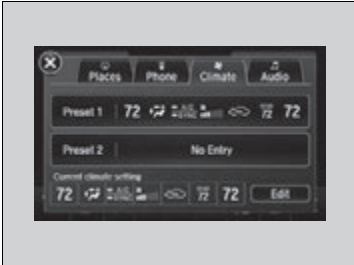 Places Phone Climate Audio
Preset 1 72 72 72
Preset 2 No Entry
Current climate setting
72 72 72 Edit